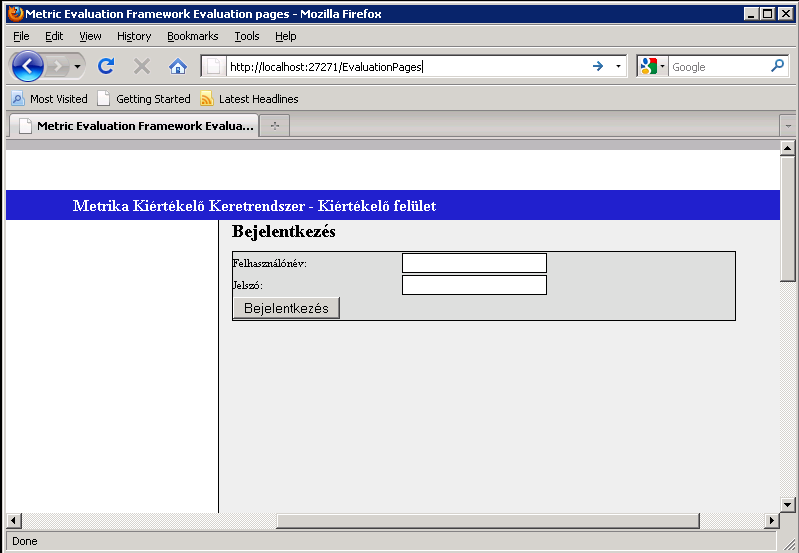 Metric Evaluation Framework Evaluation pages - Mozilla Firefox
File Edit View History Bookmarks Tools Help
http://localhost:27271/EvaluationPages Google
Most Visited Getting Started Latest Headlines
Metric Evaluation Framework Evalua...
Metrika Kiértékelő Keretrendszer - Kiértékelő felület
Bejelentkezés
Felhasználónév:
Jelszó:
Bejelentkezés
Done